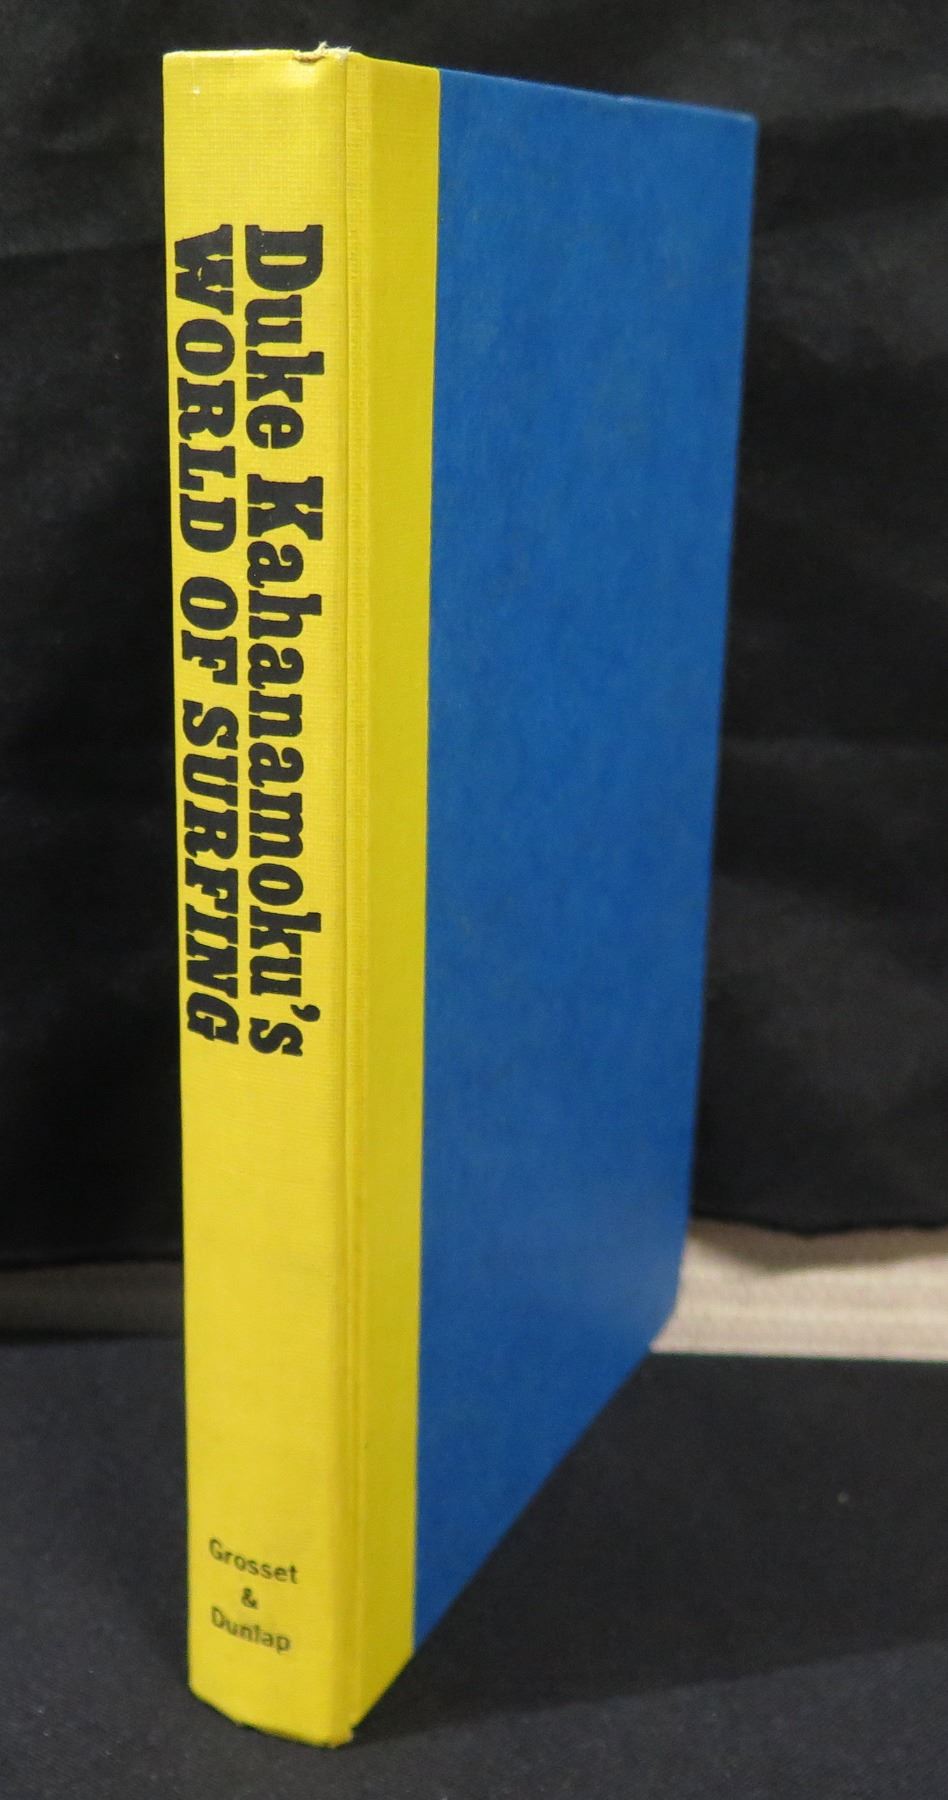 Duke Kahanamoku's
WORLD OF SURFING
Grosset
&
Dunlap